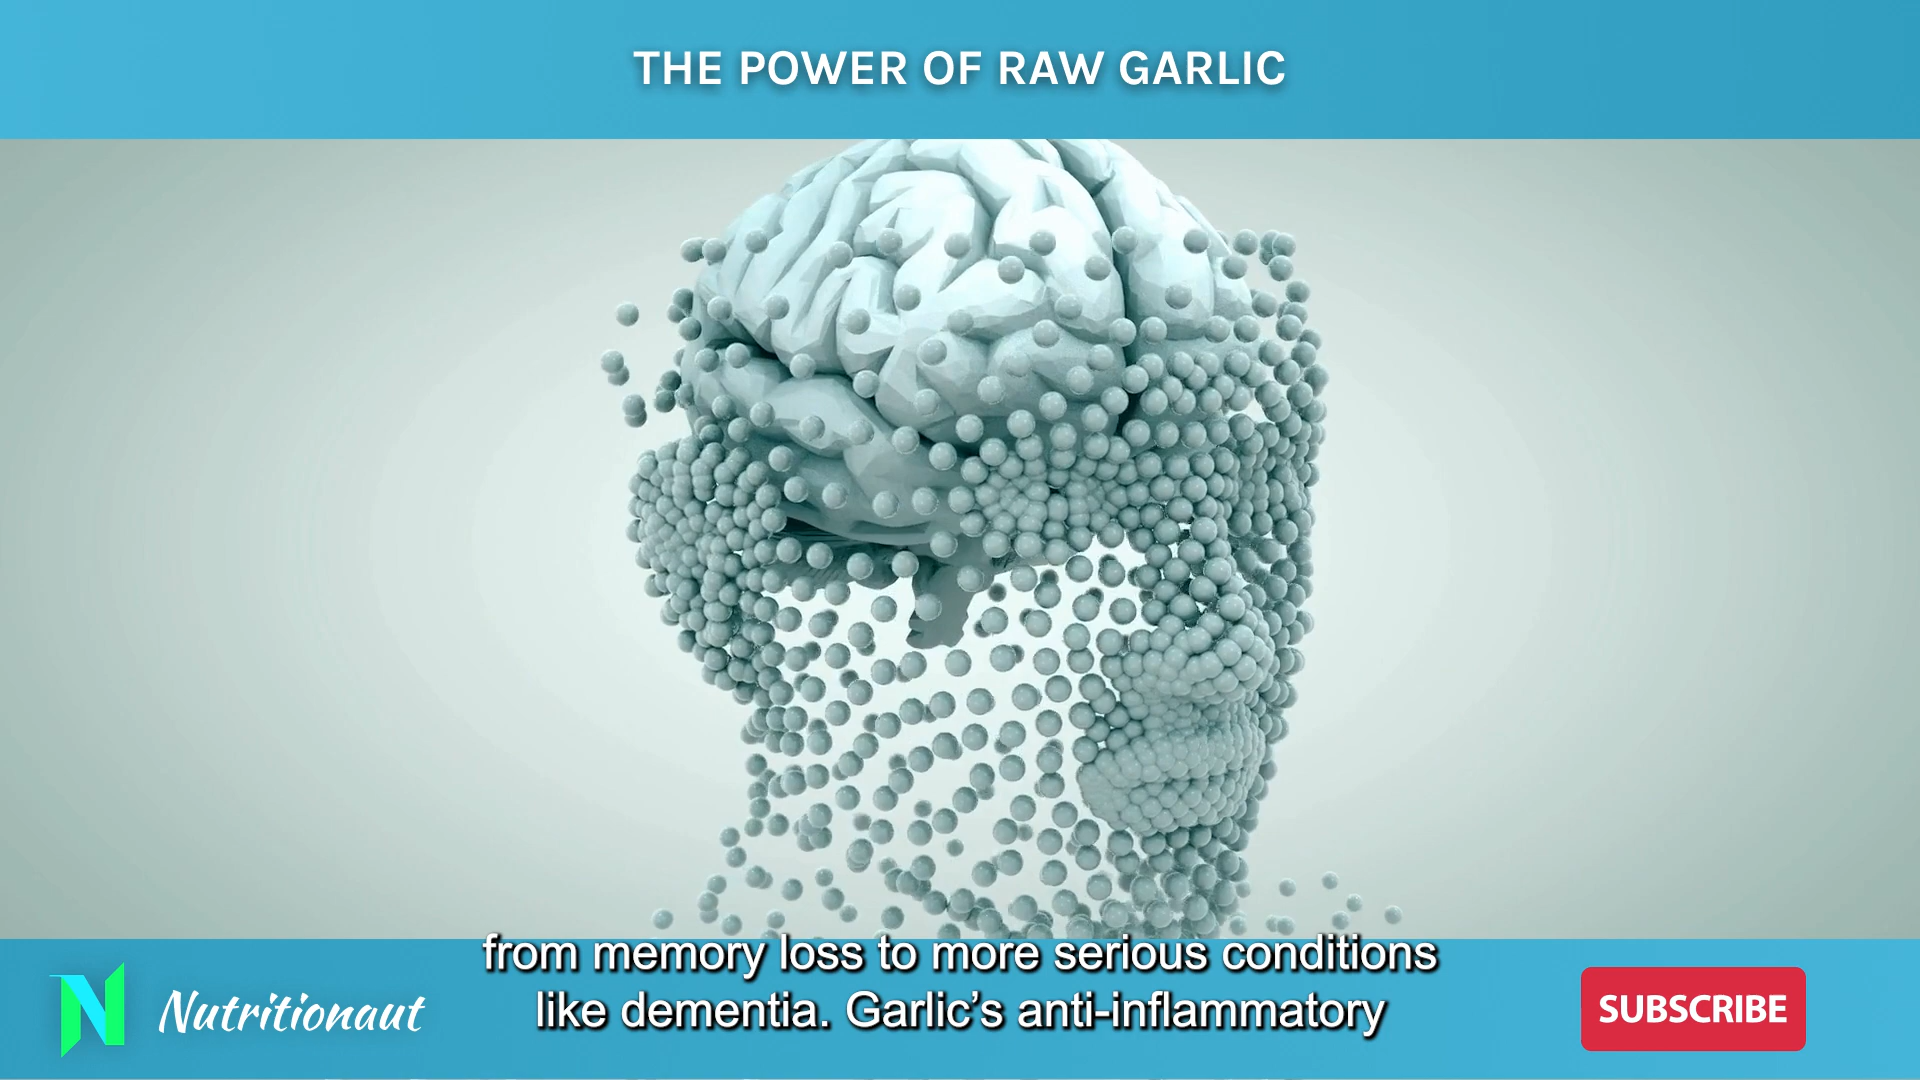 THE POWER OF RAW GARLIC
from memory loss to more serious conditions
like dementia. Garlic’s anti-inflammatory
Nutritionaut
SUBSCRIBE